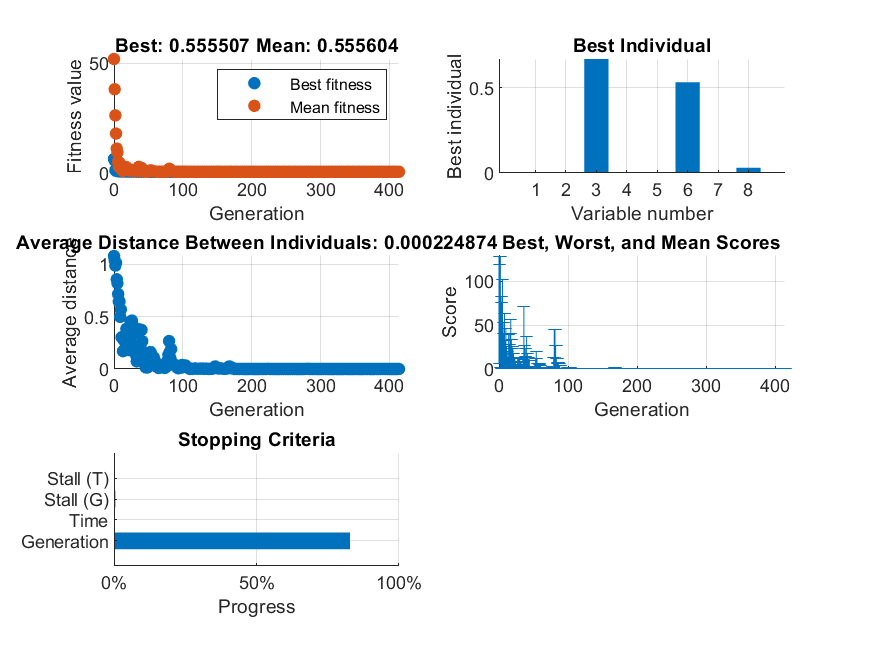 Best: 0.555507 Mean: 0.555604
Fitness value
50
0
Best fitness
Mean fitness
0 100 200 300 400
Generation
Best Individual
Best individual
0.5
0
1 2 3 4 5 6 7 8
Variable number
Average Distance Between Individuals: 0.000224874
Average distance
1
0.5
0
0 100 200 300 400
Generation
Best, Worst, and Mean Scores
Score
100
50
0
0 100 200 300 400
Generation
Stopping Criteria
Stall (T)
Stall (G)
Time
Generation
0% 50% 100%
Progress